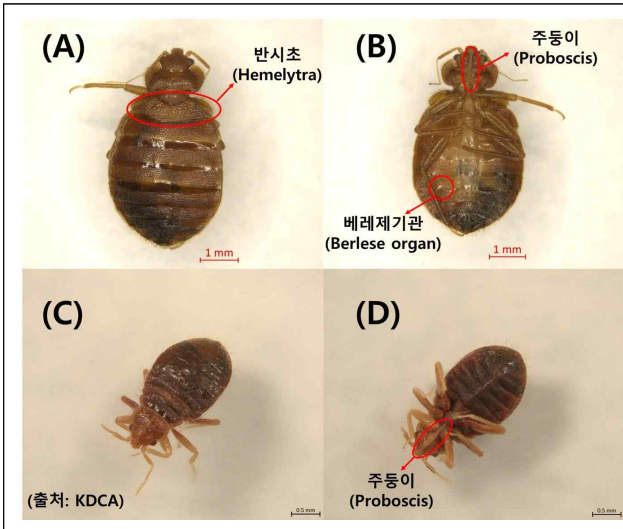 (A)
반시초
(Hemelytra)
1 mm
(B)
주둥이
(Proboscis)
베레제기관
(Berlese organ)
1 mm
(C)
(출처: KDCA)
0.5 mm
(D)
주둥이
(Proboscis)
0.5 mm